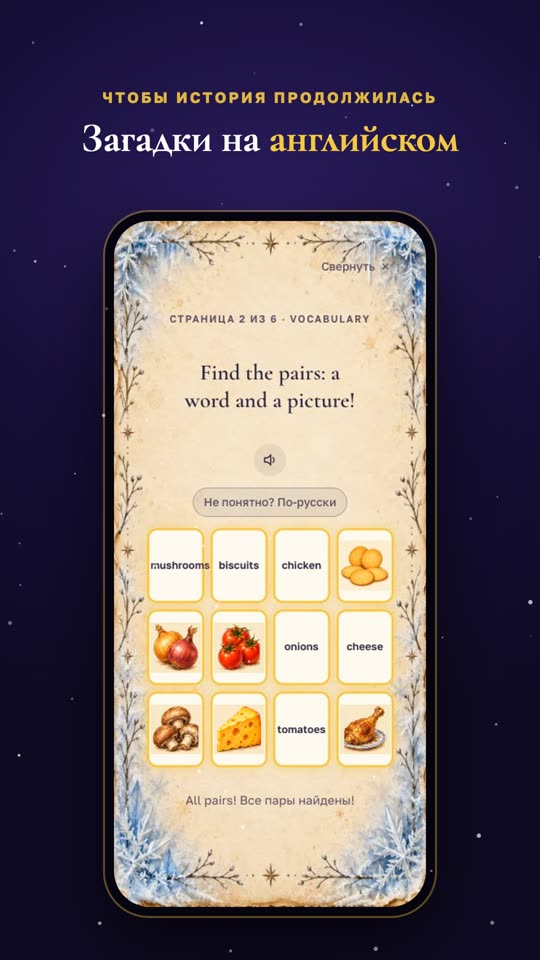 ЧТОБЫ ИСТОРИЯ ПРОДОЛЖИЛАСЬ
Загадки на английском
Свернуть ×
СТРАНИЦА 2 ИЗ 6 · VOCABULARY
Find the pairs: a
word and a picture!
Не понятно? По-русски
mushrooms biscuits chicken
onions cheese
tomatoes
All pairs! Все пары найдены!